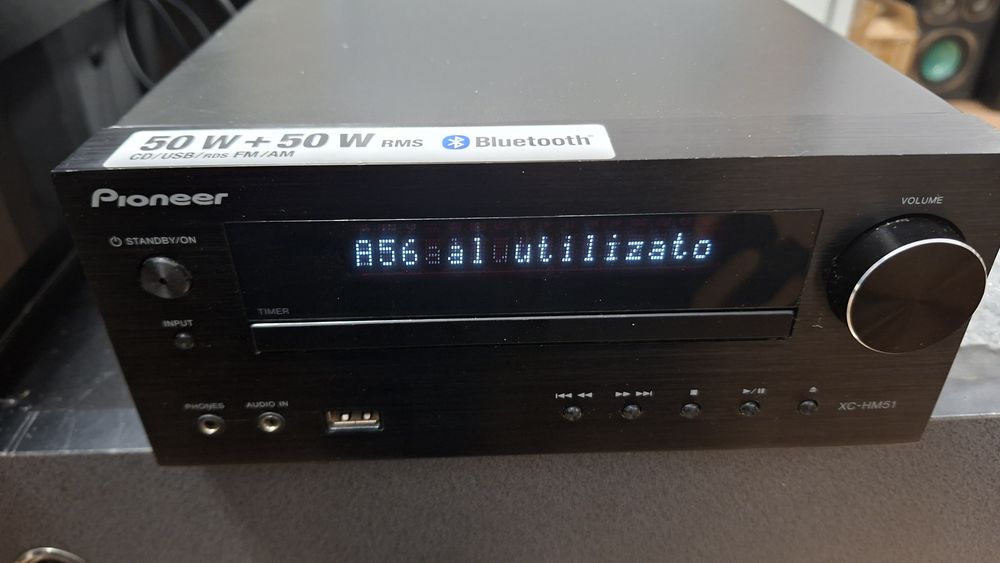 50 W + 50 W RMS Bluetooth™
CD/USB/RDS FM/AM
Pioneer
VOLUME
STANDBY/ON
A56 al utilizato
TIMER
INPUT
PHONES
AUDIO IN
XC-HM51